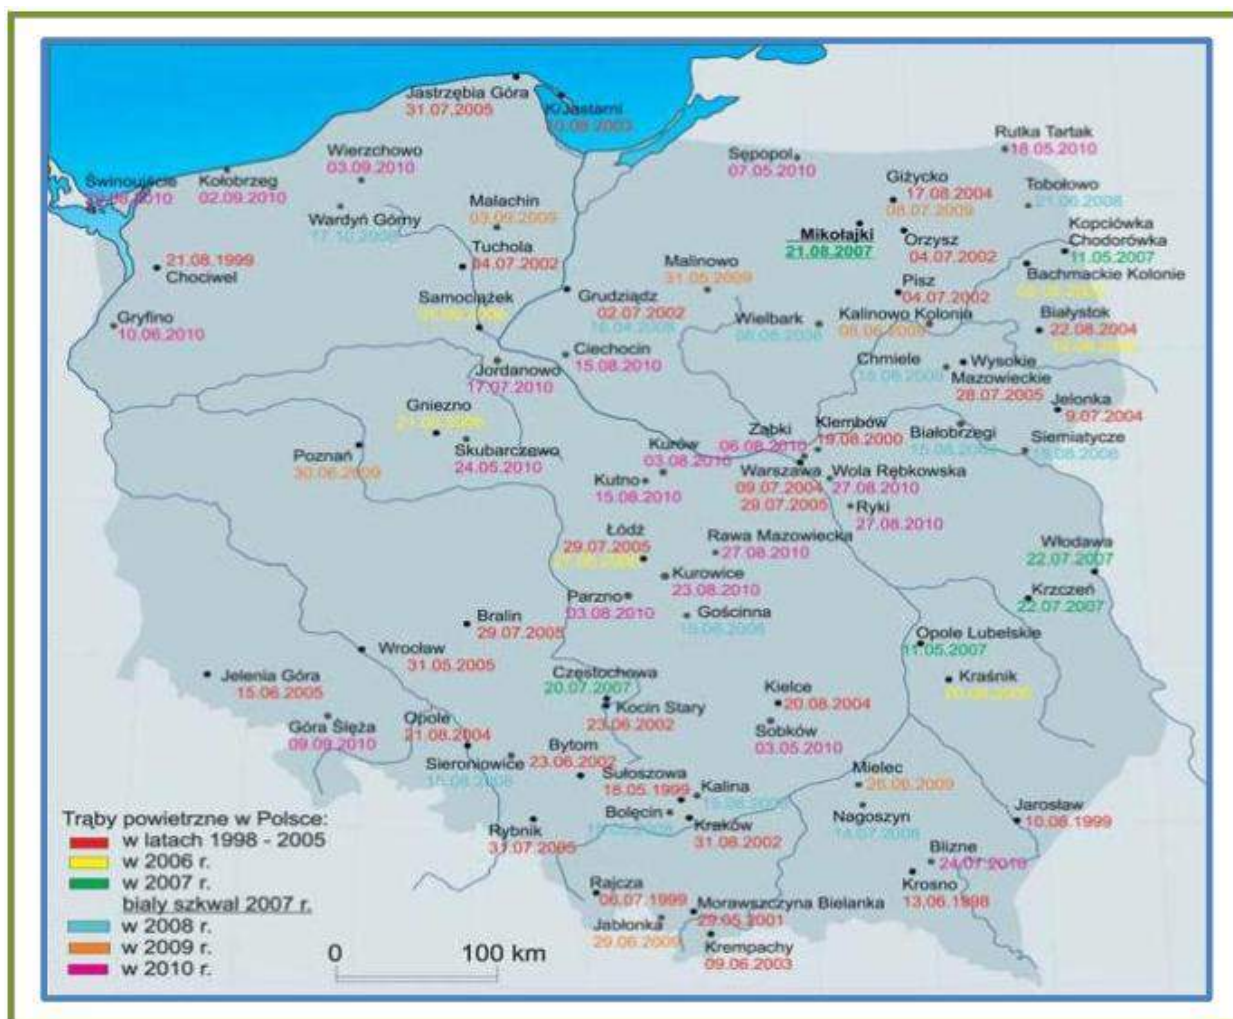 Jastrzębia Góra
31.07.2005
K/Jastarni
Rutka Tartak
18.05.2010
Wierzchowo
03.09.2010
Sępopol
07.05.2010
Giżycko
17.08.2004
08.07.2009
Świnoujście
Kołobrzeg
02.09.2010
Tobołowo
21.06.2008
Malachin
03.09.2009
Wardyń Górny
Kopciówka
Chodorówka
11.05.2007
Mikołajki
21.08.2007
Orzysz
04.07.2002
Tuchola
04.07.2002
21.08.1999
Chociwel
Malinowo
31.05.2009
Bachmackie Kolonie
Pisz
04.07.2002
Samociążek
Grudziądz
02.07.2002
Gryfino
10.06.2010
Wielbark
Kalinowo Kolonia
Białystok
22.08.2004
Ciechocin
15.08.2010
Jordanowo
17.07.2010
Chmiele
Wysokie
Mazowieckie
28.07.2005
Jelonka
9.07.2004
Gniezno
Skubarczewo
24.05.2010
Poznań
30.06.2009
Ząbki
06.08.2010
Klembów
19.08.2000
Białobrzegi
Siemiatycze
Kurów
03.08.2010
Kutno
15.08.2010
Warszawa
09.07.2004
29.07.2005
Wola Rębkowska
27.08.2010
Ryki
27.08.2010
Łódź
29.07.2005
Rawa Mazowiecka
27.08.2010
Włodawa
22.07.2007
Kurowice
23.08.2010
Parzno
03.08.2010
Gościnna
Krzczeń
22.07.2007
Bralin
29.07.2005
Wrocław
31.05.2005
Opole Lubelskie
11.05.2007
Jelenia Góra
15.06.2005
Częstochowa
20.07.2007
Kocin Stary
23.06.2002
Kielce
20.08.2004
Kraśnik
Góra Ślęża
Opole
21.08.2004
Sobków
03.05.2010
Sieroniowice
Bytom
23.06.2002
Sułoszowa
18.05.1999
Kalina
Mielec
Bolęcin
Kraków
31.08.2002
Nagoszyn
Jarosław
10.08.1999
Rybnik
31.07.2005
Blizne
Krosno
13.06.1998
Rajcza
06.07.1999
Morawszczyna Bielanka
29.05.2001
Jabłonka
29.06.2009
Krempachy
09.06.2003
Trąby powietrzne w Polsce:
w latach 1998 - 2005
w 2006 r.
w 2007 r.
biały szkwał 2007 r.
w 2008 r.
w 2009 r.
w 2010 r.
0 100 km